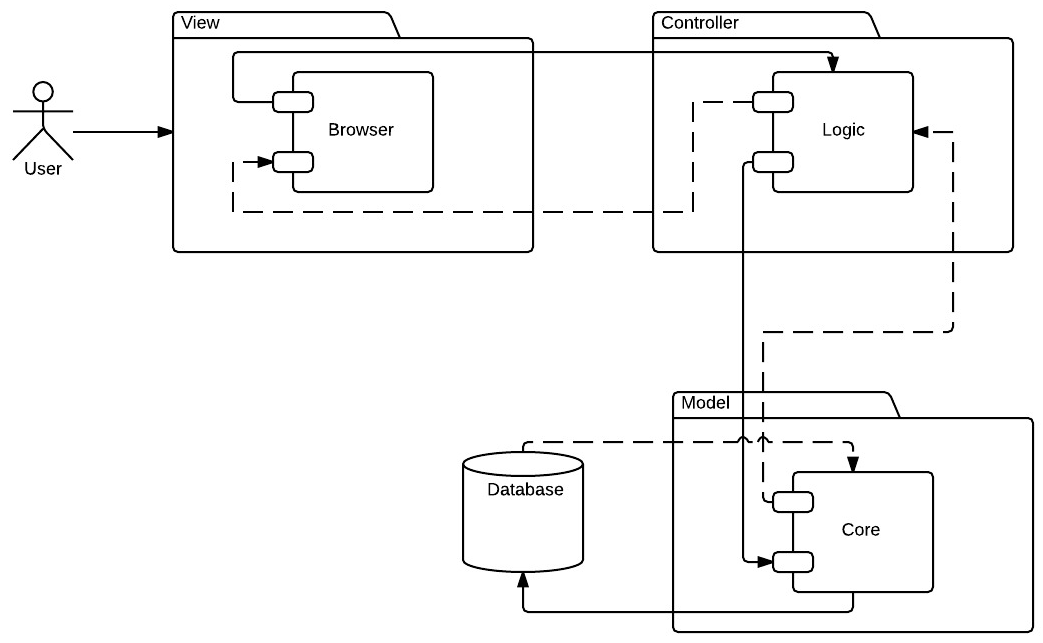 View
Controller
Browser
Logic
User
Model
Database
Core